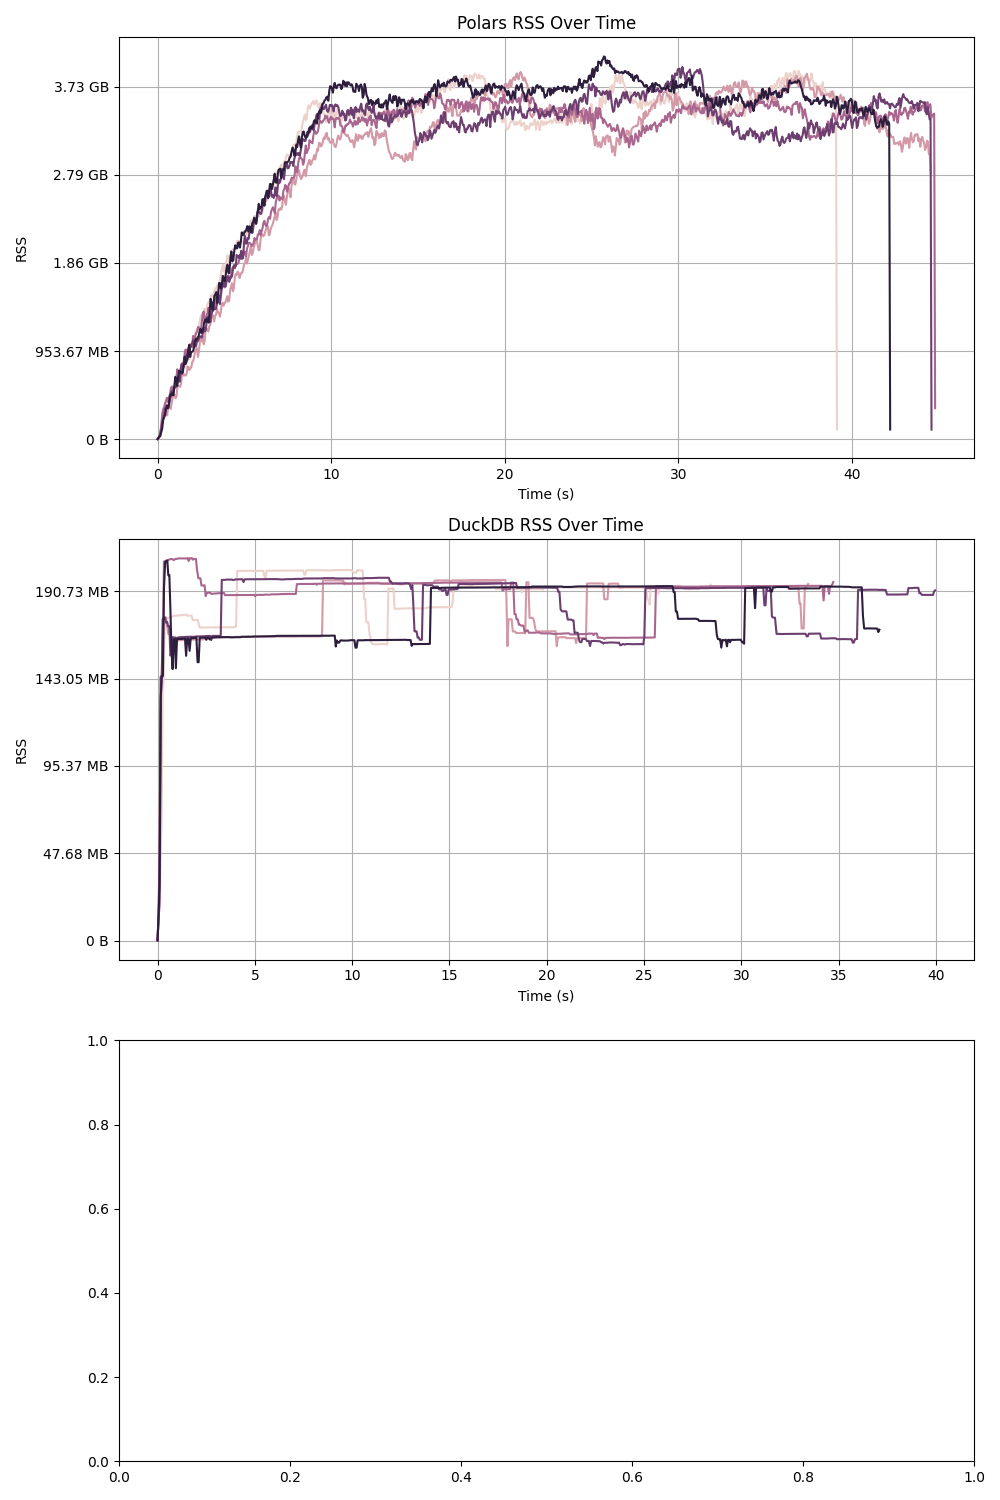 Polars RSS Over Time
3.73 GB
2.79 GB
1.86 GB
953.67 MB
0 B
RSS
0 10 20 30 40
Time (s)
DuckDB RSS Over Time
190.73 MB
143.05 MB
95.37 MB
47.68 MB
0 B
RSS
0 5 10 15 20 25 30 35 40
Time (s)
1.0
0.8
0.6
0.4
0.2
0.0
0.0 0.2 0.4 0.6 0.8 1.0